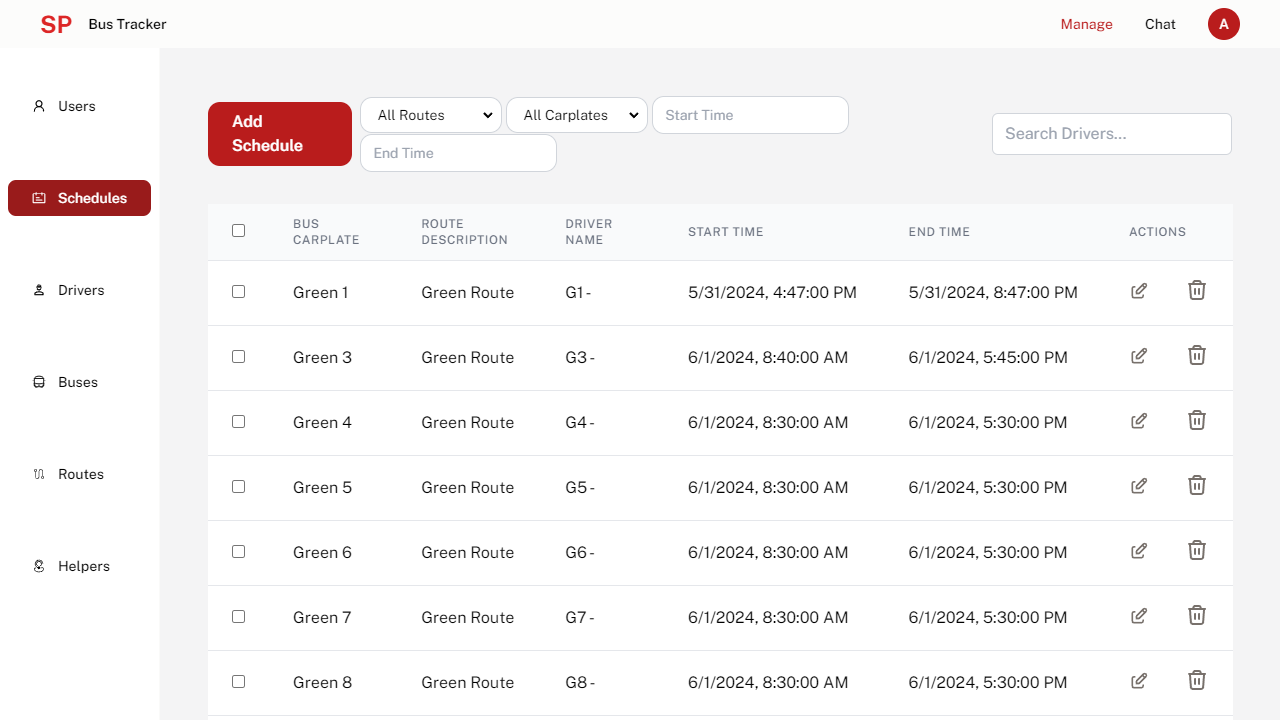 SP Bus Tracker Manage Chat A
Users
Schedules
Drivers
Buses
Routes
Helpers
Add
Schedule
All Routes All Carplates Start Time
End Time
Search Drivers...
BUS
CARPLATE
ROUTE
DESCRIPTION
DRIVER
NAME
START TIME
END TIME
ACTIONS
Green 1 Green Route G1 - 5/31/2024, 4:47:00 PM 5/31/2024, 8:47:00 PM
Green 3 Green Route G3 - 6/1/2024, 8:40:00 AM 6/1/2024, 5:45:00 PM
Green 4 Green Route G4 - 6/1/2024, 8:30:00 AM 6/1/2024, 5:30:00 PM
Green 5 Green Route G5 - 6/1/2024, 8:30:00 AM 6/1/2024, 5:30:00 PM
Green 6 Green Route G6 - 6/1/2024, 8:30:00 AM 6/1/2024, 5:30:00 PM
Green 7 Green Route G7 - 6/1/2024, 8:30:00 AM 6/1/2024, 5:30:00 PM
Green 8 Green Route G8 - 6/1/2024, 8:30:00 AM 6/1/2024, 5:30:00 PM